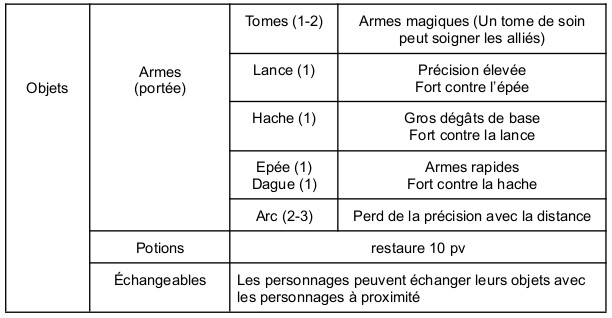 Objets
Armes
(portée)
Tomes (1-2)
Armes magiques (Un tome de soin
peut soigner les alliés)
Lance (1)
Précision élevée
Fort contre l'épée
Hache (1)
Gros dégâts de base
Fort contre la lance
Epée (1)
Dague (1)
Armes rapides
Fort contre la hache
Arc (2-3)
Perd de la précision avec la distance
Potions
restaure 10 pv
Échangeables
Les personnages peuvent échanger leurs objets avec
les personnages à proximité